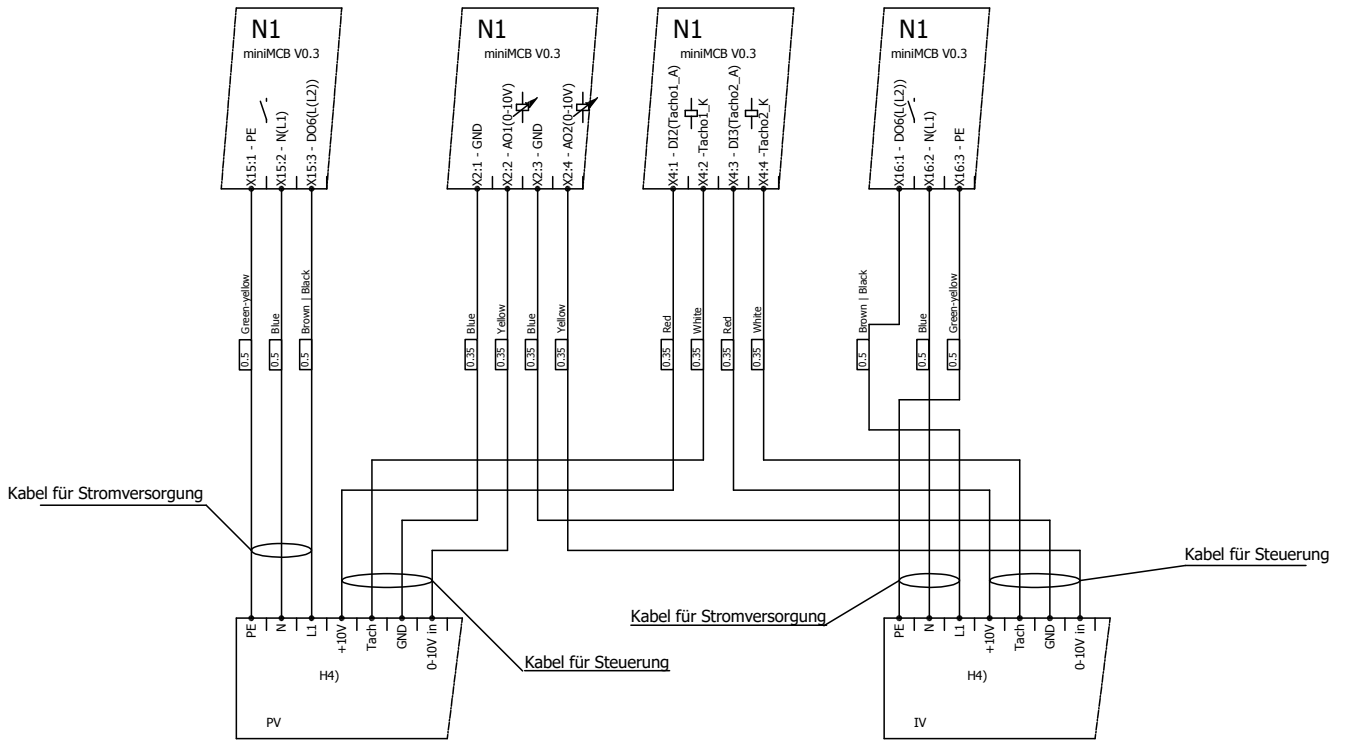 N1
miniMCB V0.3
X15:1 - PE
X15:2 - N(L1)
X15:3 - DO6(L(L2))
N1
miniMCB V0.3
X2:1 - GND
X2:2 - AO1(0-10V)
X2:3 - GND
X2:4 - AO2(0-10V)
N1
miniMCB V0.3
X4:1 - DI2(Tacho1_A)
X4:2 -Tacho1_K
X4:3 - DI3(Tacho2_A)
X4:4 -Tacho2_K
N1
miniMCB V0.3
X16:1 - DO6(L(L2))
X16:2 - N(L1)
X16:3 - PE
Green-yellow
Blue
Brown | Black
Blue
Yellow
Blue
Yellow
Red
White
Red
White
Brown | Black
Blue
Green-yellow
0.5
0.5
0.5
0.35
0.35
0.35
0.35
0.35
0.35
0.35
0.35
0.5
0.5
0.5
Kabel für Stromversorgung
Kabel für Steuerung
Kabel für Stromversorgung
Kabel für Steuerung
PE
N
L1
+10V
Tach
GND
0-10V in
H4)
PV
PE
N
L1
+10V
Tach
GND
0-10V in
H4)
IV